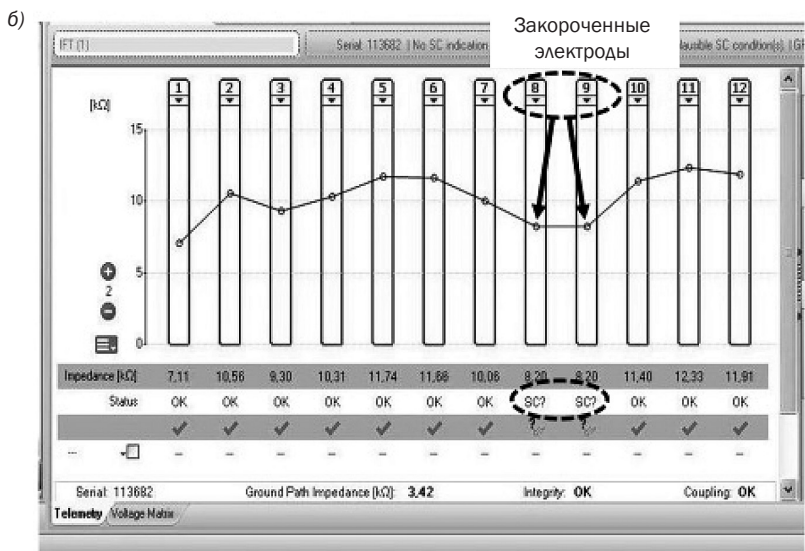 б)
Закороченные
электроды
IFT (1)
Serial: 113682 | No SC indication
plausible SC condition(s). | GF
1 2 3 4 5 6 7 8 9 10 11 12
[kΩ]
15
10
5
2
0
Impedance [kΩ] 7,11 10,56 9,30 10,31 11,74 11,66 10,06 8,20 8,20 11,40 12,33 11,91
Status OK OK OK OK OK OK OK SC? SC? OK OK OK
? ?
... – – – – – – – – – – – –
Serial: 113682 Ground Path Impedance [kΩ]: 3,42 Integrity: OK Coupling: OK
Telemetry Voltage Matrix